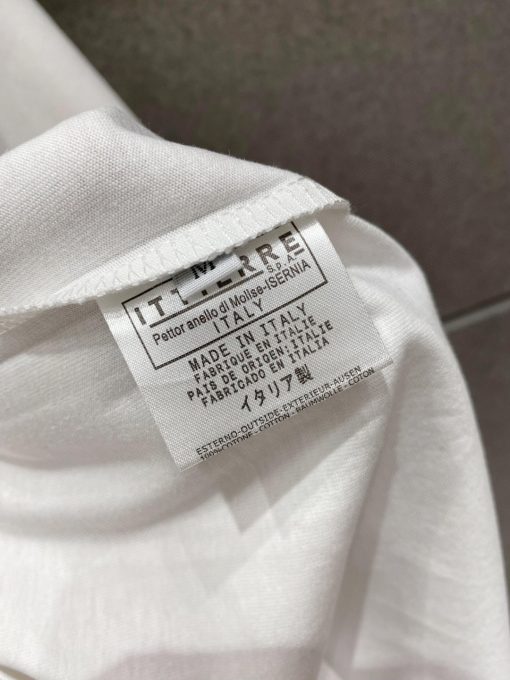 M
ITTIERRE
S.P.A.
Pettor anello di Molise-ISERNIA
ITALY
MADE IN ITALY
FABRIQUE EN ITALIE
PAIS DE ORIGEN ITALIE
FABRICADO EN ITALIA
イタリア製
ESTERNO-OUTSIDE-EXTERIEUR-AUSEN
100%COTONE - COTTON - BAUMWOLLE - COTON